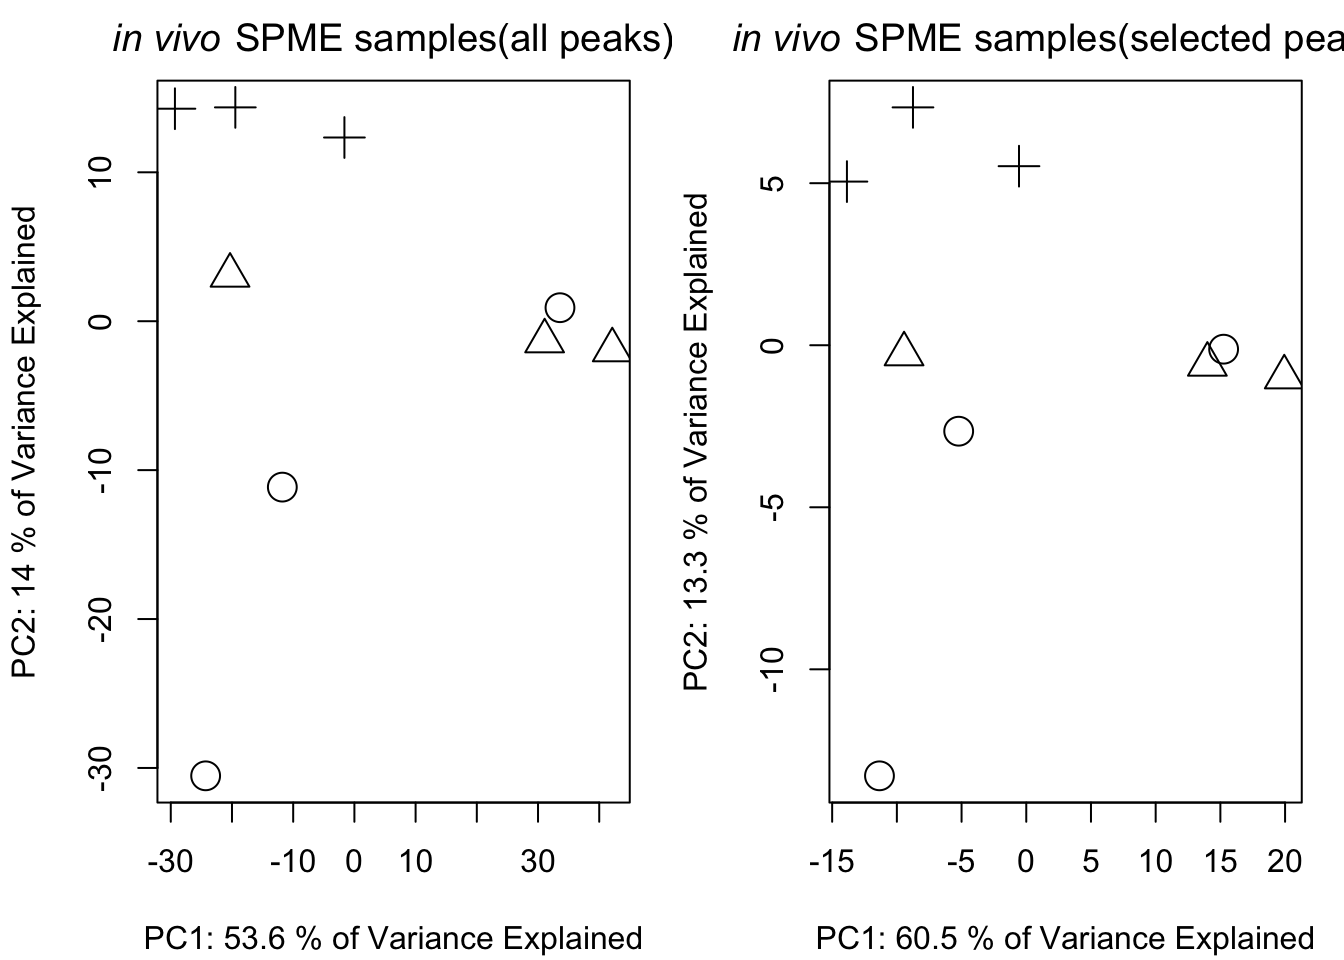 in vivo SPME samples(all peaks)
PC2: 14 % of Variance Explained
10
0
-10
-20
-30
-30 -10 0 10 30
PC1: 53.6 % of Variance Explained
in vivo SPME samples(selected pea
PC2: 13.3 % of Variance Explained
5
0
-5
-10
-15 -5 0 5 10 15 20
PC1: 60.5 % of Variance Explained